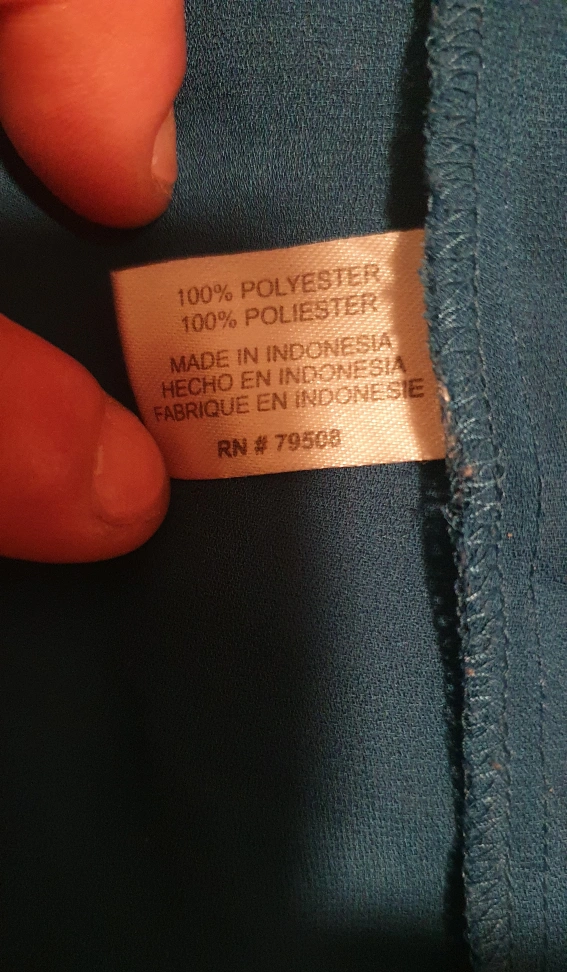 100% POLYESTER
100% POLIESTER
MADE IN INDONESIA
HECHO EN INDONESIA
FABRIQUE EN INDONESIE
RN # 79508